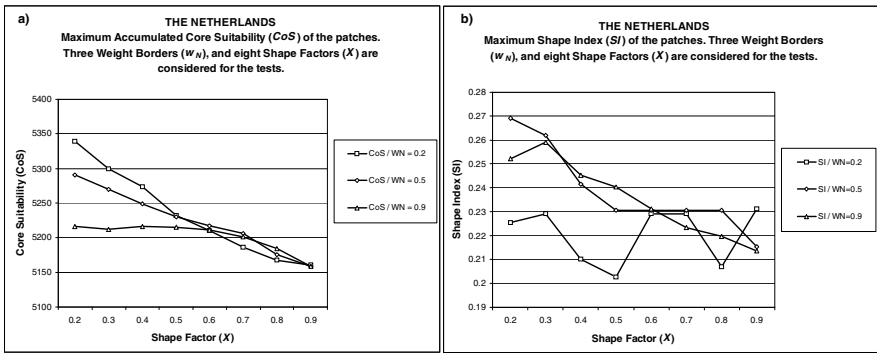 a)
THE NETHERLANDS
Maximum Accumulated Core Suitability (CoS) of the patches.
Three Weight Borders (w N), and eight Shape Factors (X) are
considered for the tests.
5400
5350
5300
5250
5200
5150
5100
Core Suitability (CoS)
0.2 0.3 0.4 0.5 0.6 0.7 0.8 0.9
Shape Factor (X)
CoS / WN = 0.2
CoS / WN = 0.5
CoS / WN = 0.9
b)
THE NETHERLANDS
Maximum Shape Index (SI) of the patches. Three Weight Borders
(w N), and eight Shape Factors (X) are considered for the tests.
0.28
0.27
0.26
0.25
0.24
0.23
0.22
0.21
0.2
0.19
Shape Index (SI)
0.2 0.3 0.4 0.5 0.6 0.7 0.8 0.9
Shape Factor (X)
SI / WN=0.2
SI / WN=0.5
SI / WN=0.9